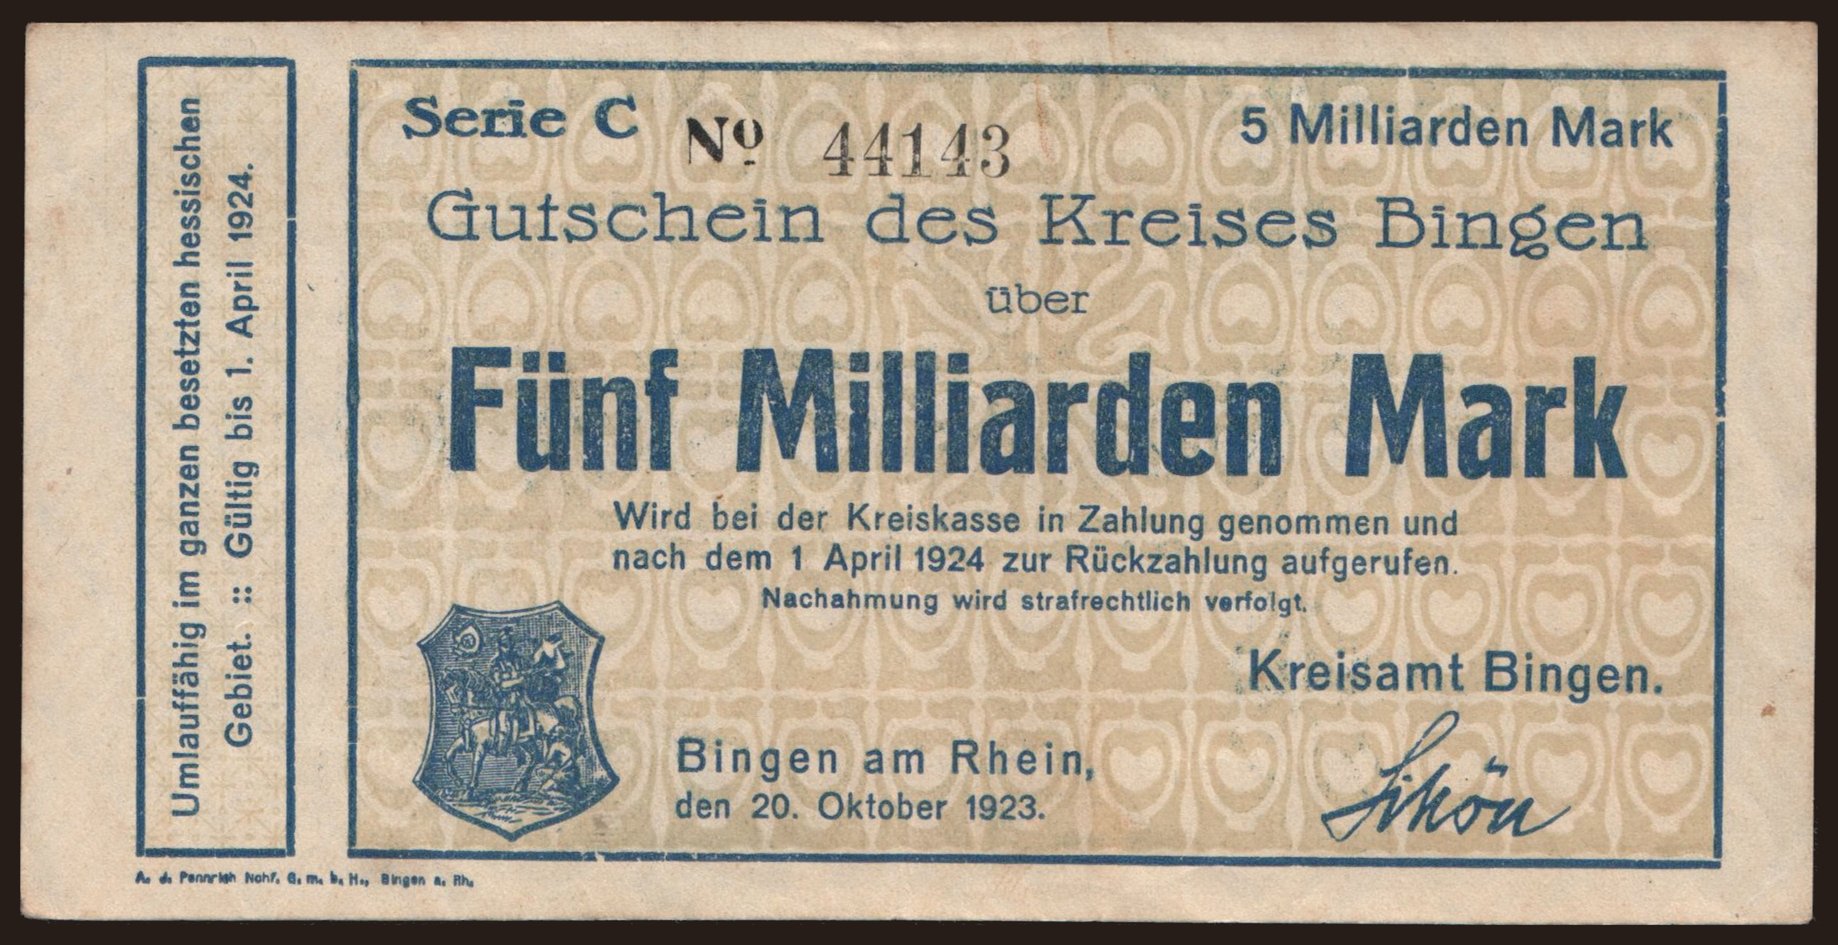 Umlauffähig im ganzen besetzten hessischen
Gebiet. :: Gültig bis 1. April 1924.
Serie C No 44143
5 Milliarden Mark
Gutschein des Kreises Bingen
über
Fünf Milliarden Mark
Wird bei der Kreiskasse in Zahlung genommen und
nach dem 1 April 1924 zur Rückzahlung aufgerufen.
Nachahmung wird strafrechtlich verfolgt.
Kreisamt Bingen.
Bingen am Rhein,
den 20. Oktober 1923.
A. J. Pennrich Nchf. G. m. b. H., Bingen a. Rh.